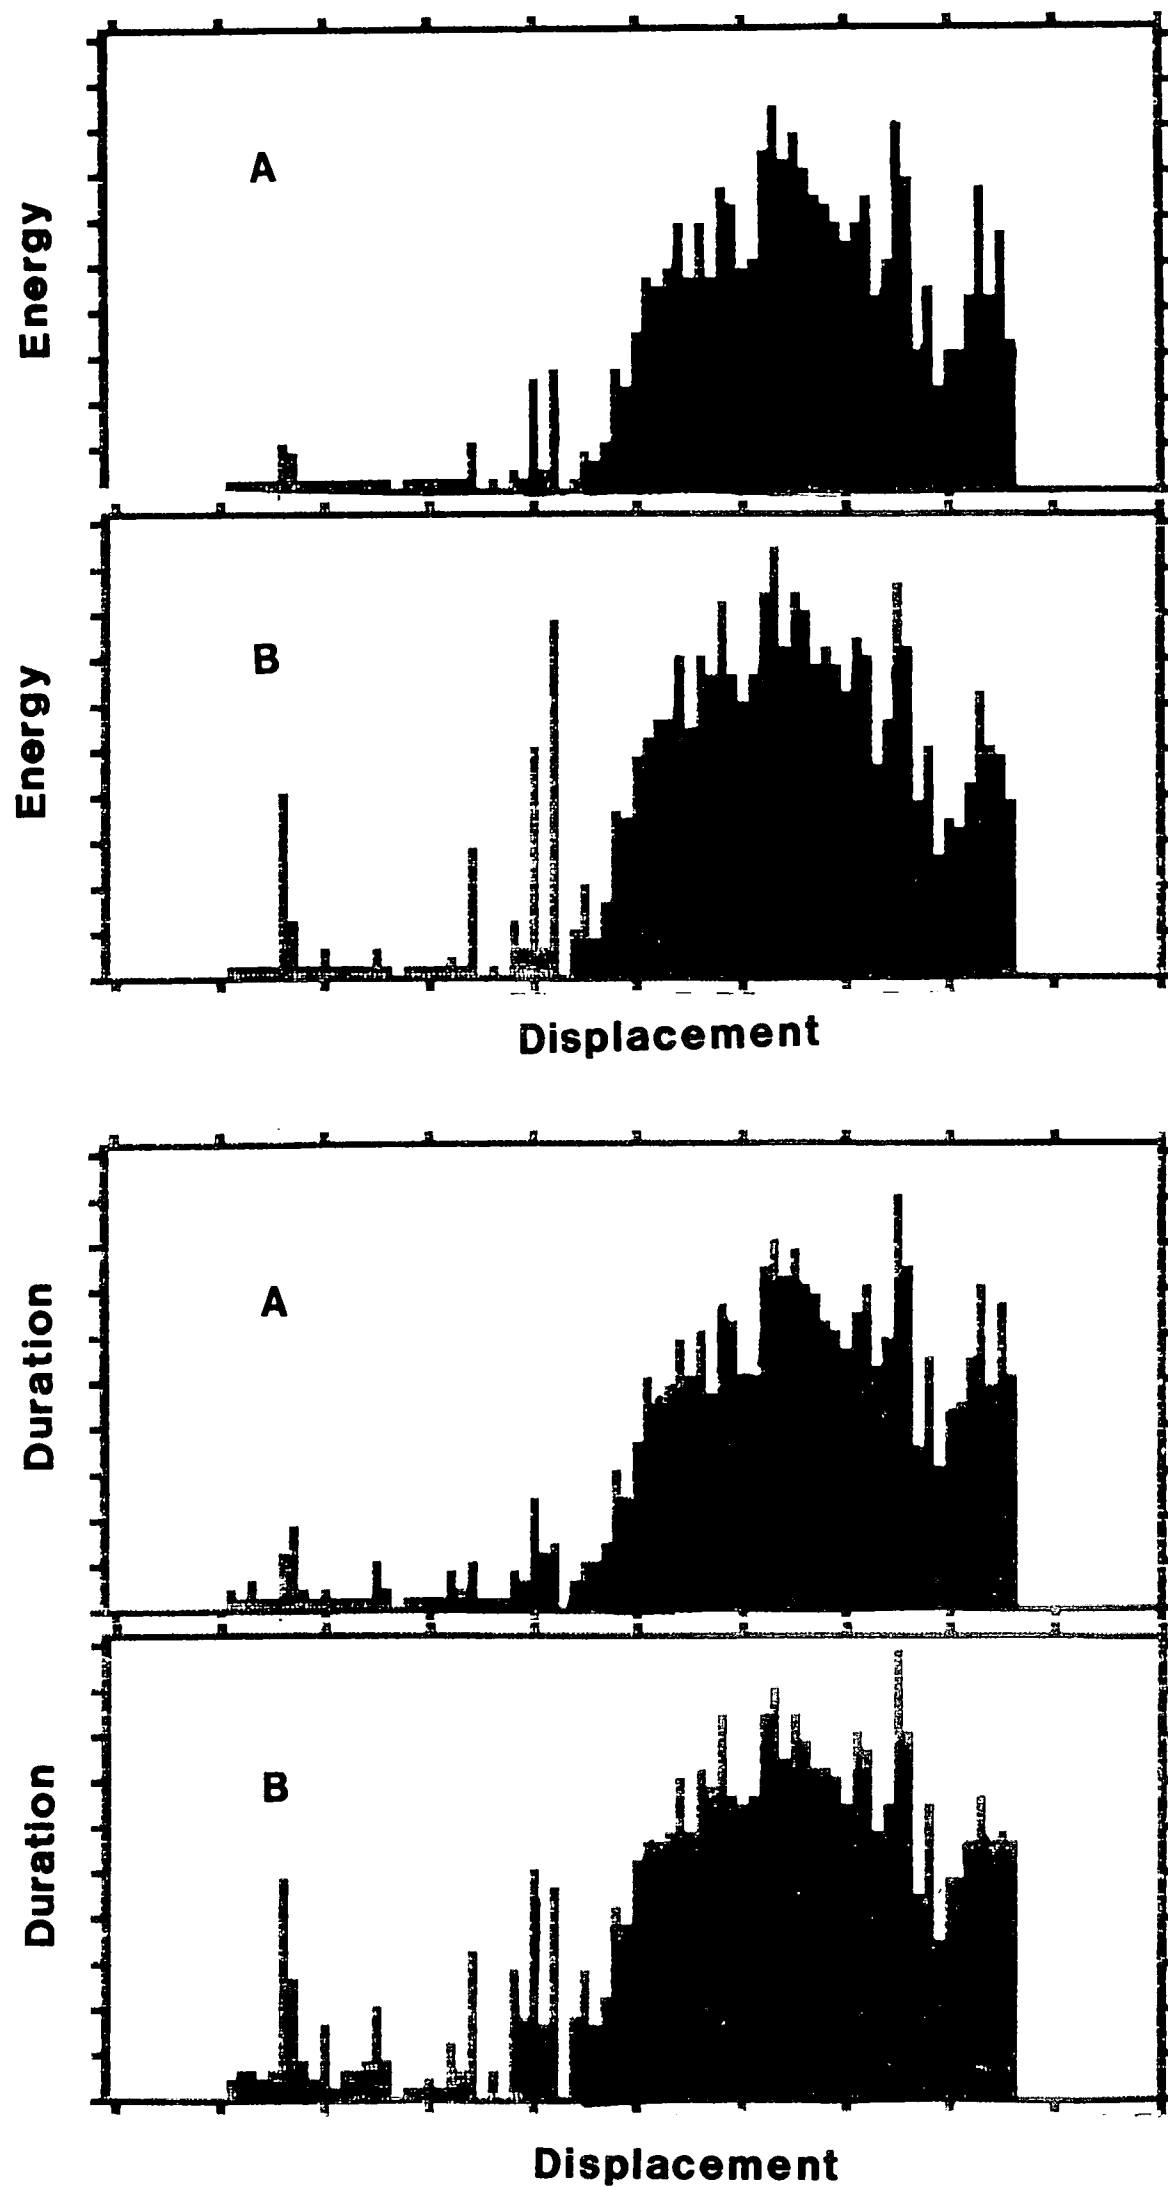 A
Energy
B
Energy
Displacement
A
Duration
B
Duration
Displacement